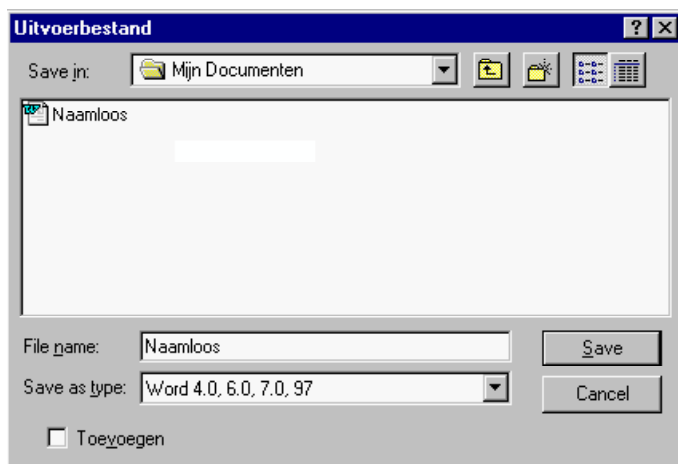 Uitvoerbestand
Save in: Mijn Documenten
Naamloos
File name: Naamloos
Save
Save as type: Word 4.0, 6.0, 7.0, 97
Cancel
Toevoegen